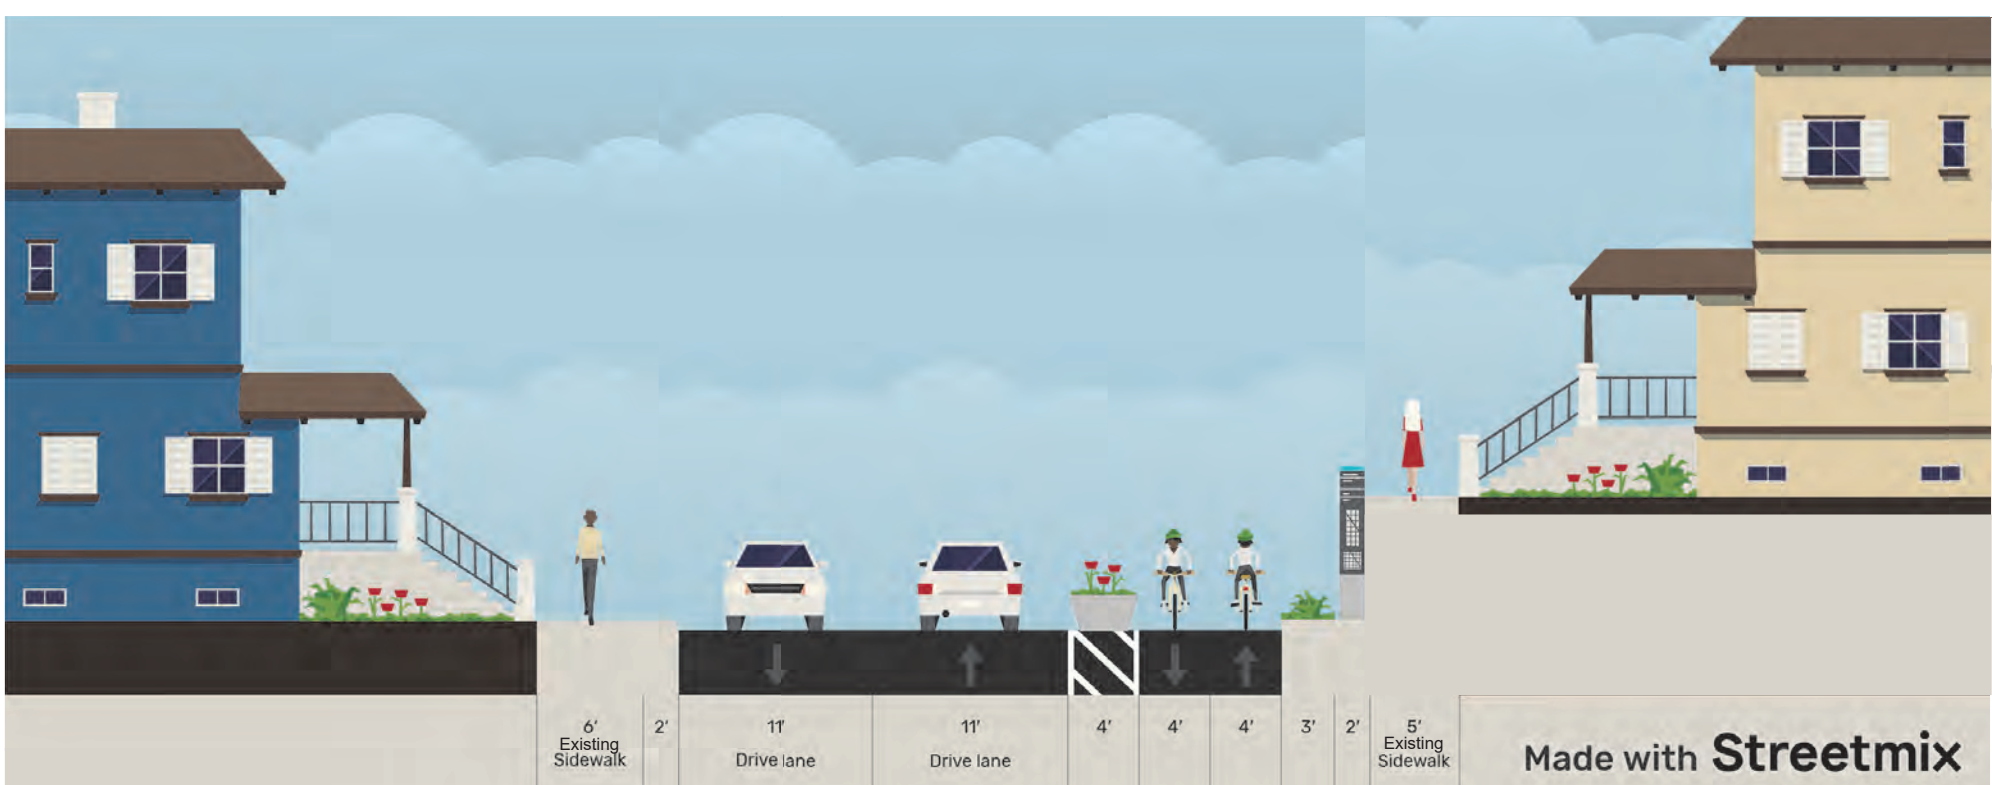 6'
Existing
Sidewalk
2'
11'
Drive lane
11'
Drive lane
4'
4'
4'
3'
2'
5'
Existing
Sidewalk
Made with Streetmix